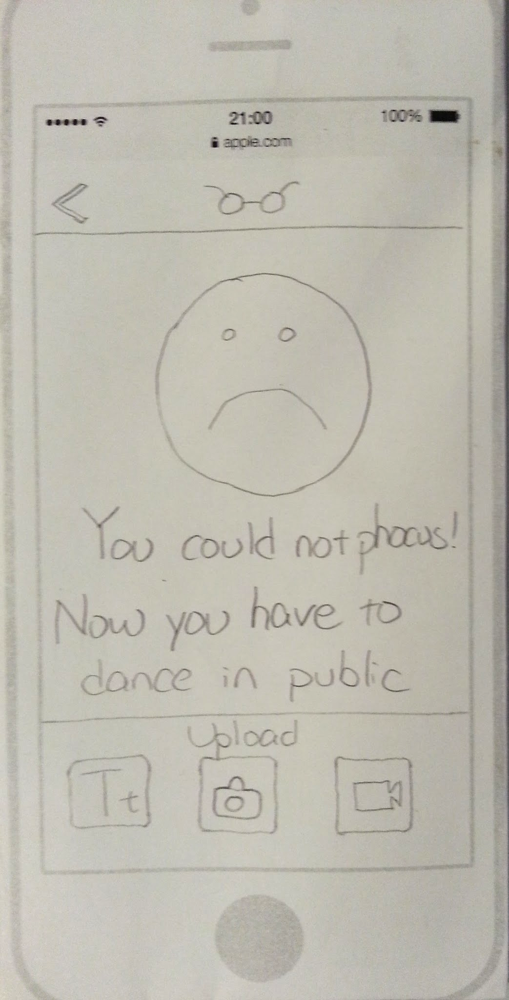 21:00
100%
apple.com
You could not phocus!
Now you have to
dance in public
Upload
Tt